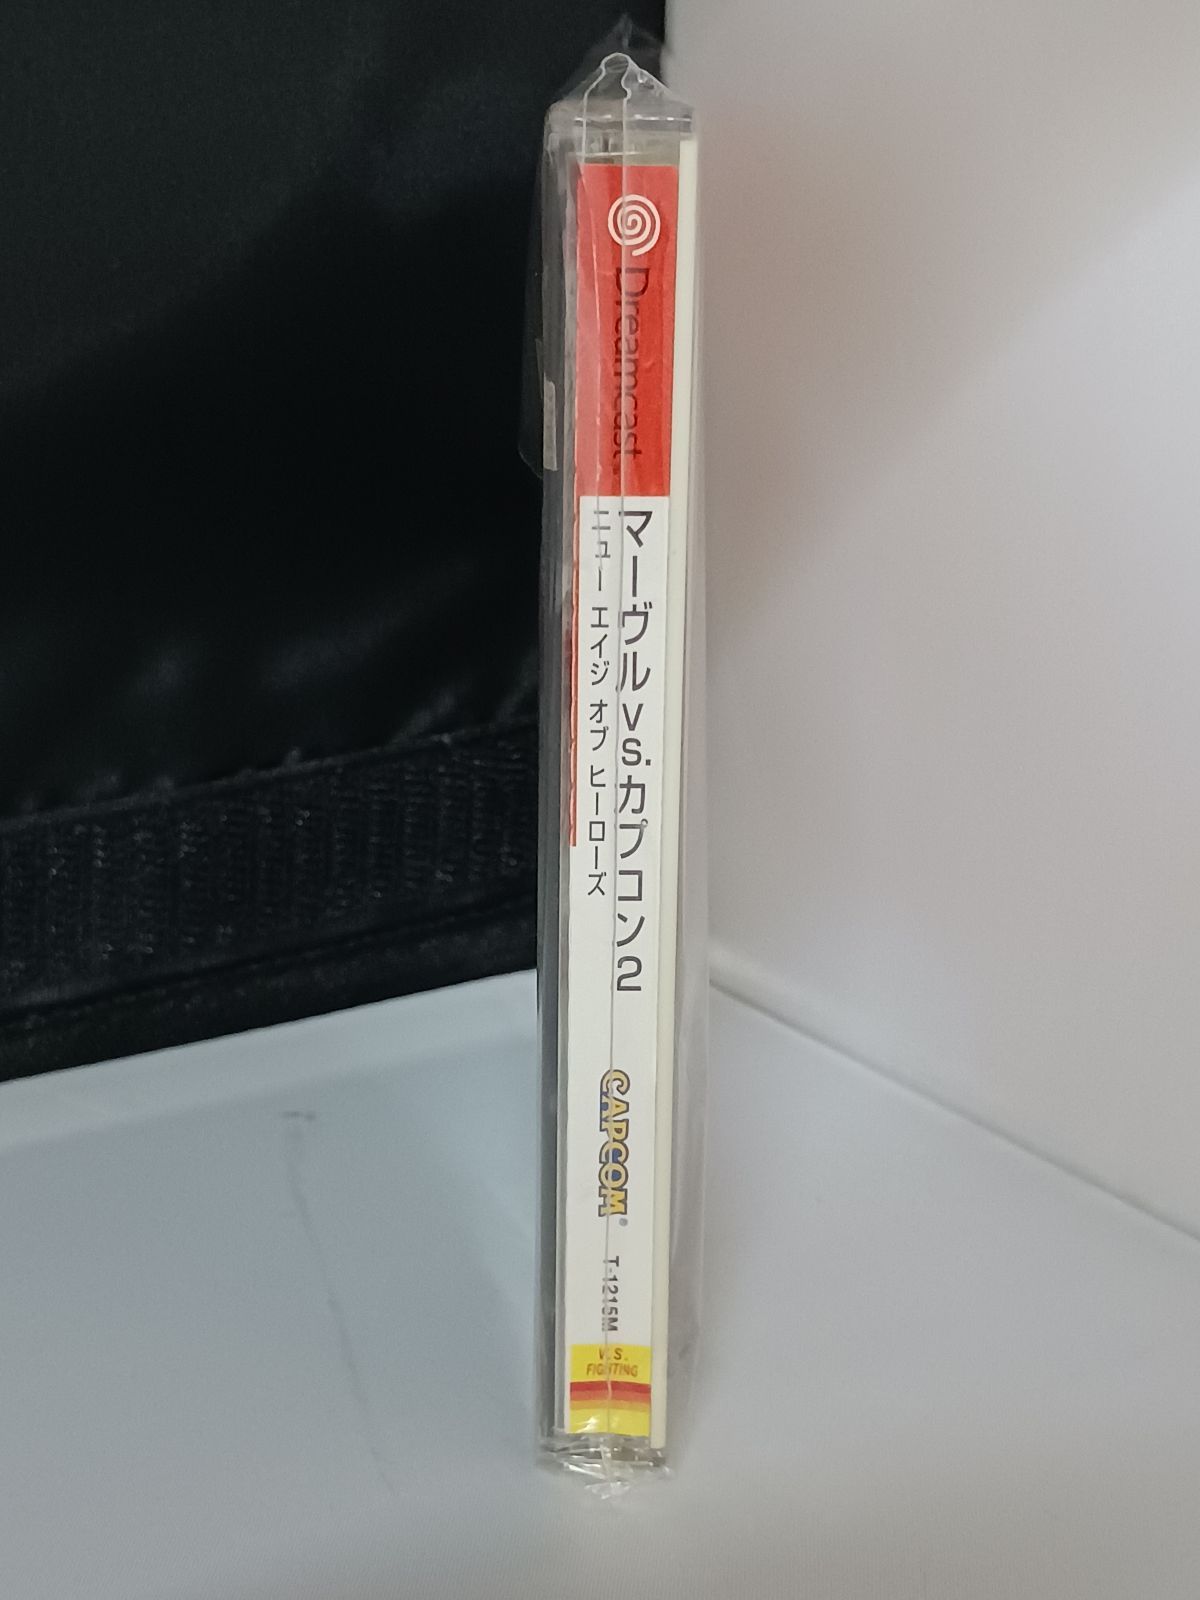 Dreamcast
マーヴル vs. カプコン2
ニュー エイジ オブ ヒーローズ
CAPCOM®
T-1215M
V.S.
FIGHTING